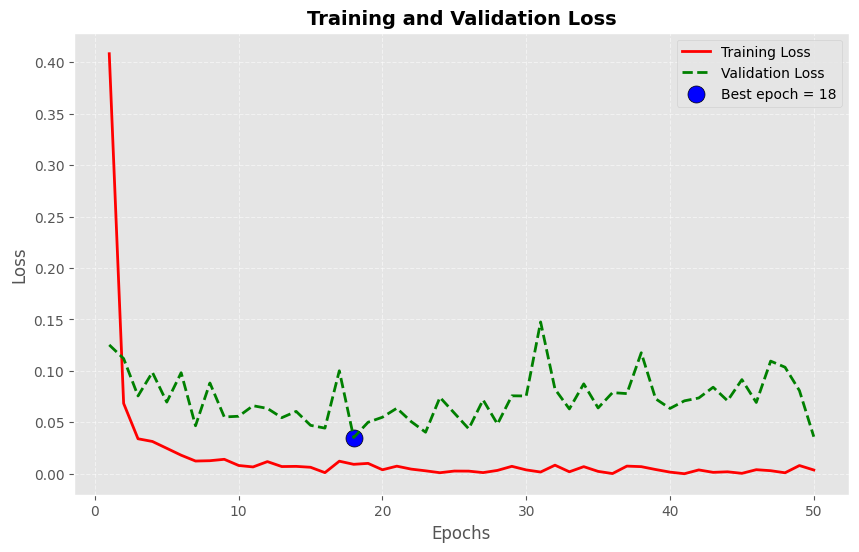 Training and Validation Loss
Training Loss
Validation Loss
Best epoch = 18
0.40
0.35
0.30
0.25
0.20
0.15
0.10
0.05
0.00
Loss
0 10 20 30 40 50
Epochs